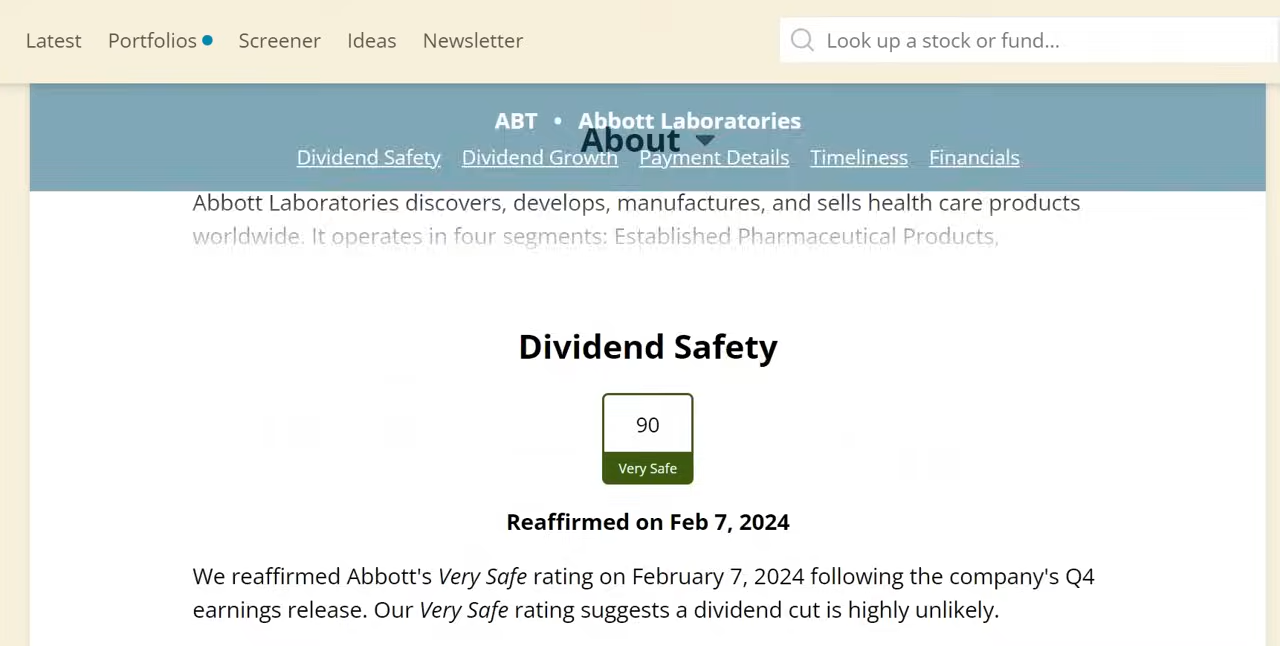 Latest Portfolios Screener Ideas Newsletter Look up a stock or fund...
ABT • Abbott Laboratories
About
Dividend Safety Dividend Growth Payment Details Timeliness Financials
Abbott Laboratories discovers, develops, manufactures, and sells health care products
worldwide. It operates in four segments: Established Pharmaceutical Products,
Dividend Safety
90
Very Safe
Reaffirmed on Feb 7, 2024
We reaffirmed Abbott's Very Safe rating on February 7, 2024 following the company's Q4
earnings release. Our Very Safe rating suggests a dividend cut is highly unlikely.